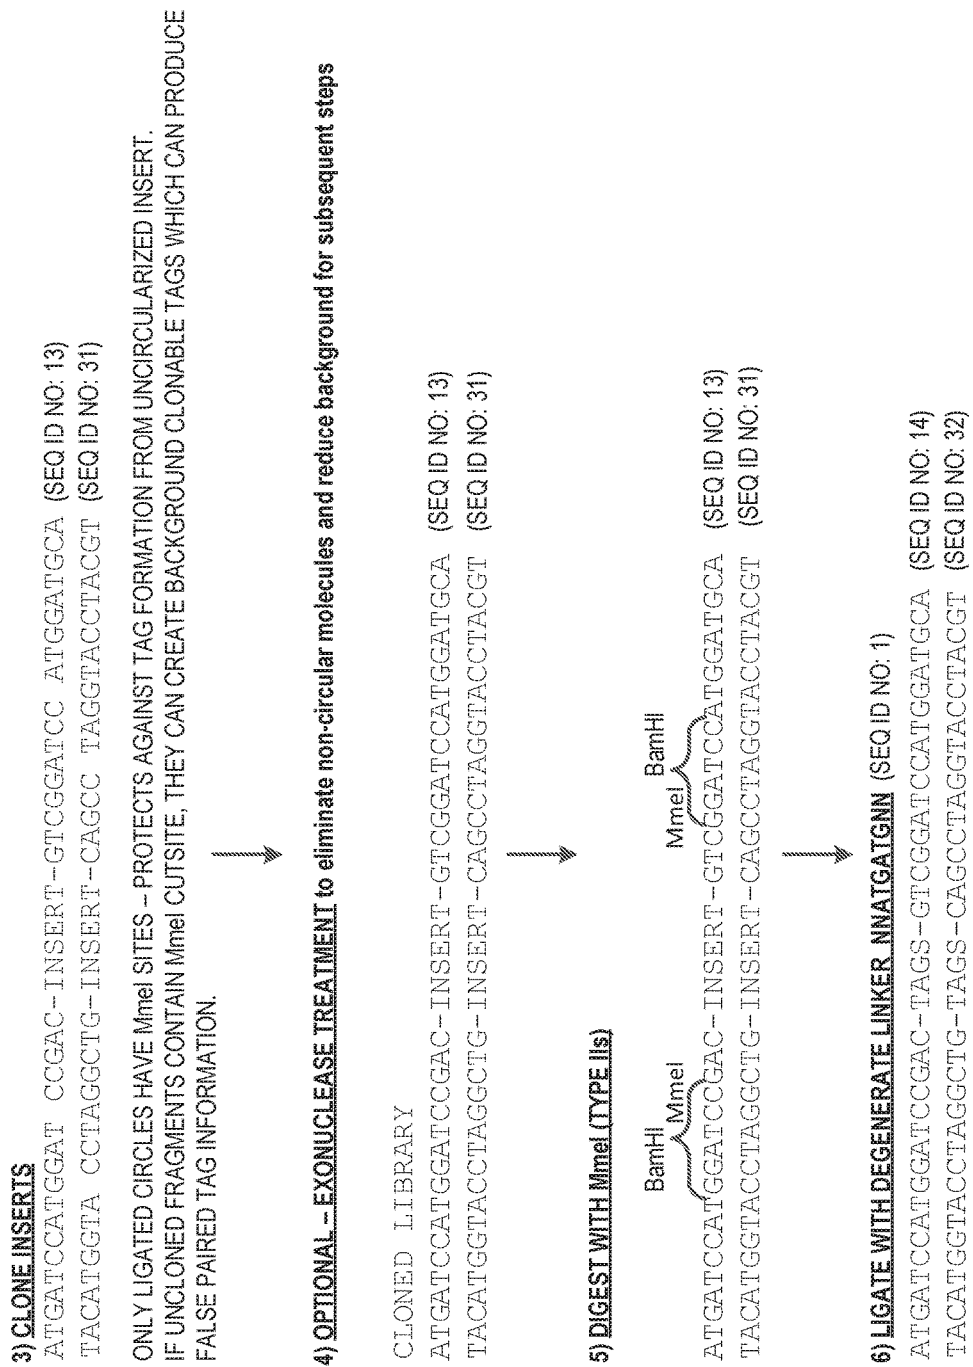 3) CLONE INSERTS
ATGATCCATGGAT CCGAC-INSERT-GTCGGATCC ATGGATGCA (SEQ ID NO: 13)
TACATGGTA CCTAGGCTG-INSERT-CAGCC TAGGTACCTACGT (SEQ ID NO: 31)
ONLY LIGATED CIRCLES HAVE MmeI SITES – PROTECTS AGAINST TAG FORMATION FROM UNCIRCULARIZED INSERT.
IF UNCLONED FRAGMENTS CONTAIN MmeI CUTSITE, THEY CAN CREATE BACKGROUND CLONABLE TAGS WHICH CAN PRODUCE
FALSE PAIRED TAG INFORMATION.
4) OPTIONAL – EXONUCLEASE TREATMENT to eliminate non-circular molecules and reduce background for subsequent steps
CLONED LIBRARY
ATGATCCATGGATCCGAC-INSERT-GTCGGATCCATGGATGCA (SEQ ID NO: 13)
TACATGGTACCTAGGCTG-INSERT-CAGCCTAGGTACCTACGT (SEQ ID NO: 31)
5) DIGEST WITH MmeI (TYPE IIs)
BamHI MmeI MmeI BamHI
ATGATCCATGGATCCGAC-INSERT-GTCGGATCCATGGATGCA (SEQ ID NO: 13)
TACATGGTACCTAGGCTG-INSERT-CAGCCTAGGTACCTACGT (SEQ ID NO: 31)
6) LIGATE WITH DEGENERATE LINKER NNATGATGNN (SEQ ID NO: 1)
ATGATCCATGGATCCGAC-TAGS-GTCGGATCCATGGATGCA (SEQ ID NO: 14)
TACATGGTACCTAGGCTG-TAGS-CAGCCTAGGTACCTACGT (SEQ ID NO: 32)